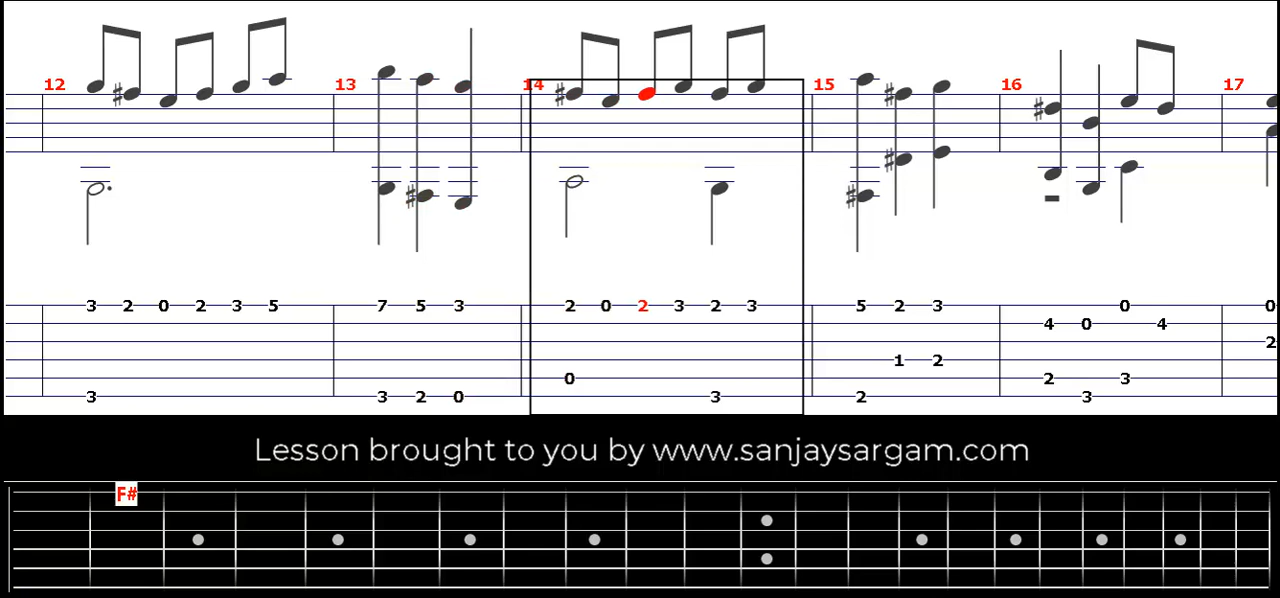 12 13 14 15 16 17
3 2 0 2 3 5 7 5 3 2 0 2 3 2 3 5 2 3 0 0
4 0 4
2
1 2
0 2 3
3 3 2 0 3 2 3
Lesson brought to you by www.sanjaysargam.com
F#